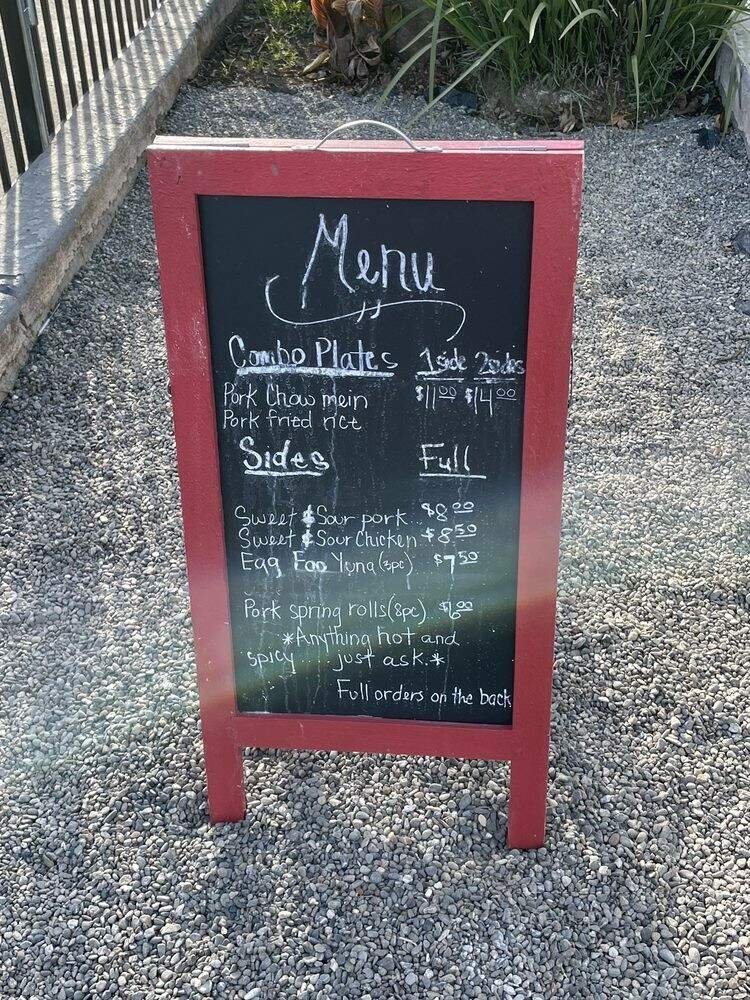 Menu
Combo Plates 1 side 2 sides
Pork Chow mein $11.00 $14.00
Pork fried rice
Sides Full
Sweet & Sour pork.. $8.00
Sweet & Sour Chicken $8.50
Egg Foo Yung (3pc) $7.50
Pork spring rolls (8pc) $6.00
*Anything hot and
spicy... just ask.*
Full orders on the back